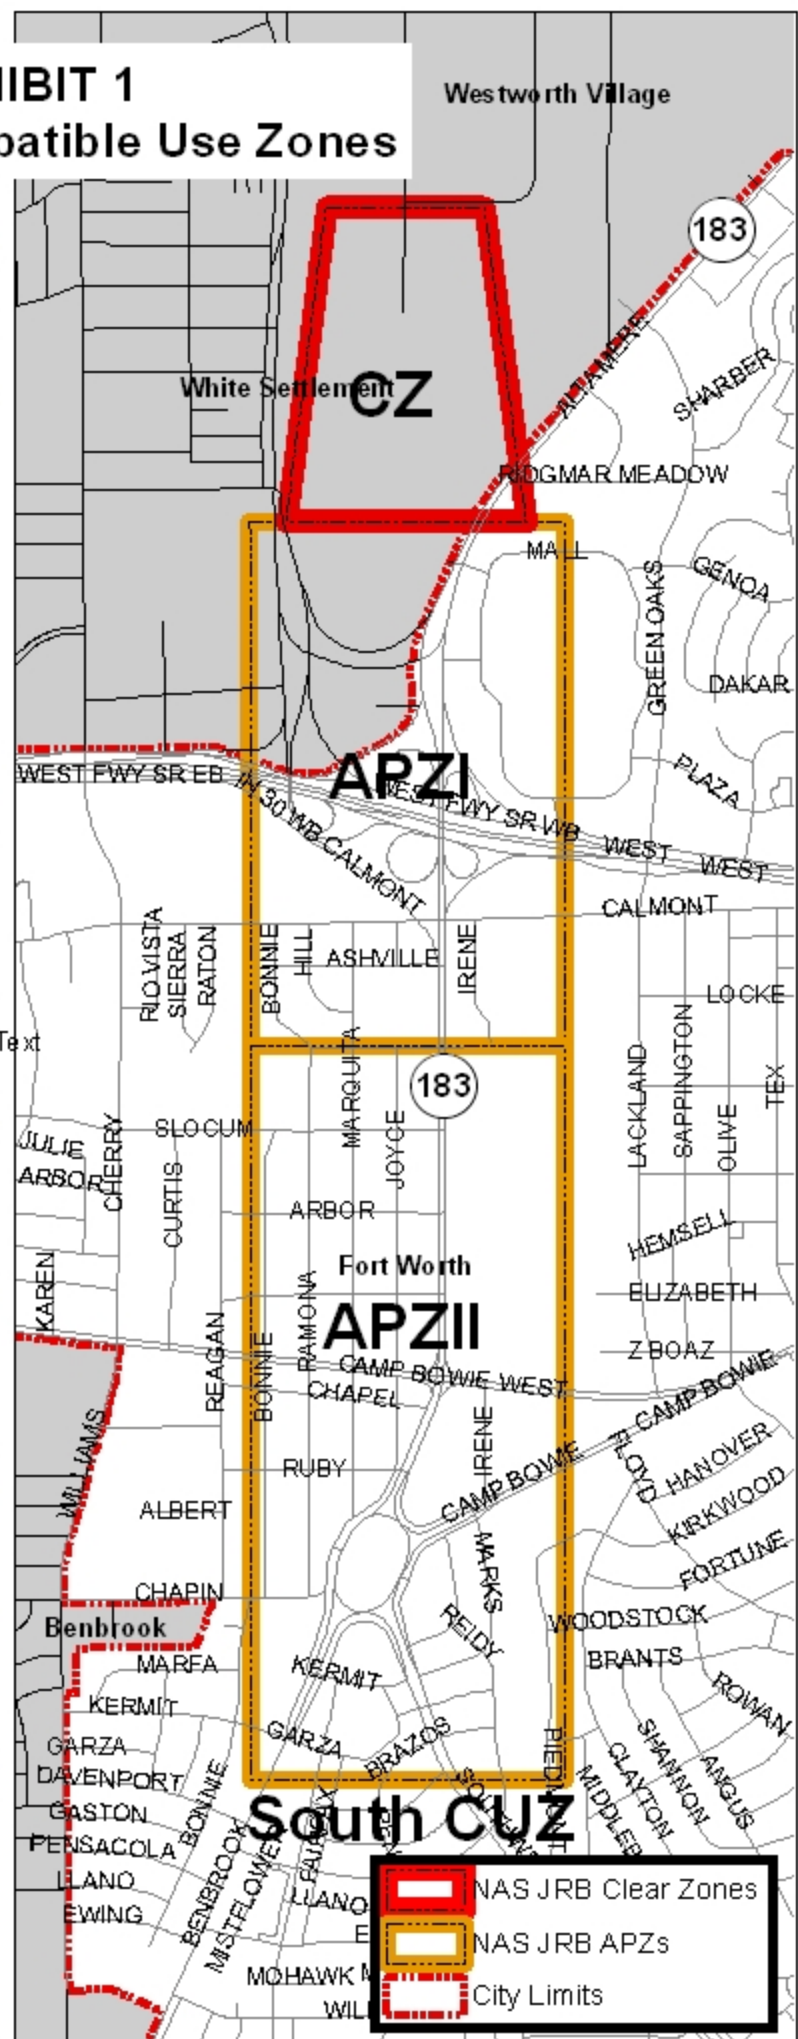 HIBIT 1
patible Use Zones
Westworth Village
183
ALTAMERE
SHARBER
White Settlement
CZ
RIDGMAR MEADOW
MALL
GENOA
GREEN OAKS
DAKAR
PLAZA
APZI
WEST FWY SR EB
IH 30 WB CALMONT
WEST FWY SR WB
WEST
WEST
CALMONT
RIO VISTA
SIERRA
RATON
BONNIE
HILL
ASHVILLE
IRENE
LOCKE
Text
MARQUITA
183
JOYCE
LACKLAND
SAPPINGTON
OLIVE
TEX
JULIE
ARBOR
CHERRY
SLOCUM
CURTIS
ARBOR
HEMSELL
KAREN
Fort Worth
ELIZABETH
APZII
REAGAN
BONNIE
RAMONA
Z BOAZ
CAMP BOWIE WEST
CAMP BOWIE
CHAPEL
IRENE
WILLIAMS
RUBY
CAMP BOWIE
FLOYD
HANOVER
ALBERT
KIRKWOOD
MARKS
FORTUNE
CHAPIN
Benbrook
REIDY
WOODSTOCK
MARFA
KERMIT
BRANTS
KERMIT
ROWAN
GARZA
GARZA
BRAZOS
PIEDMONT
SHANNON
CLAYTON
ANGUS
DAVENPORT
BONNIE
GASTON
South CUZ
PENSACOLA
BENBROOK
FAIRFAX
LLANO
LLANO
EWING
MOHAWK
NAS JRB Clear Zones
NAS JRB APZs
City Limits